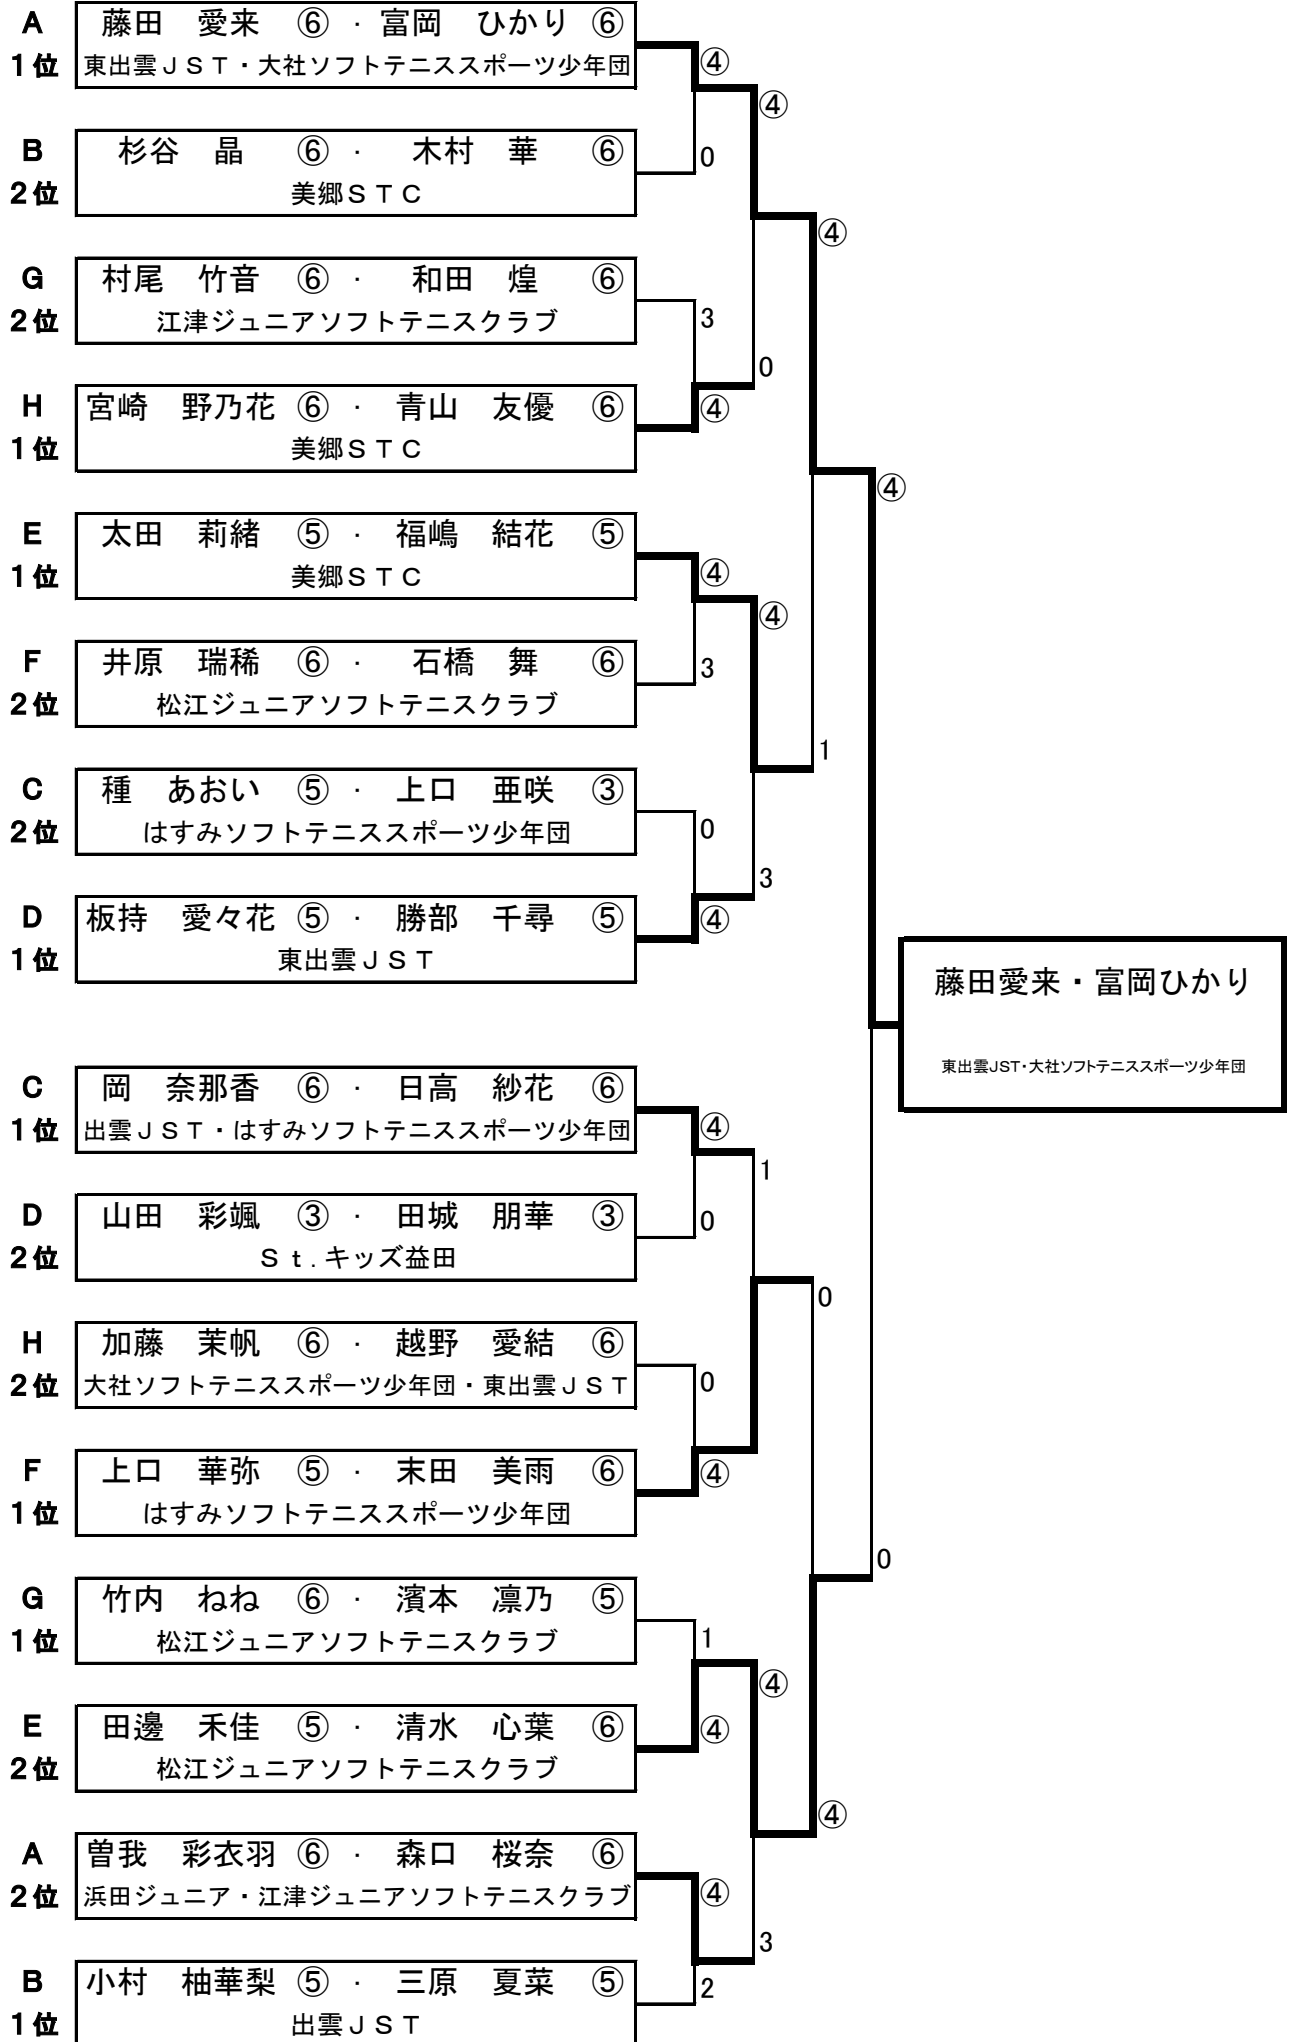 A
藤田　愛来　⑥ ・ 富岡　ひかり ⑥
1位
東出雲ＪＳＴ・大社ソフトテニススポーツ少年団
④
④
B
杉谷　晶　⑥ ・ 木村　華　⑥
0
2位
美郷ＳＴＣ
④
G
村尾　竹音　⑥ ・ 和田　煌　⑥
2位
江津ジュニアソフトテニスクラブ
3
0
H
宮崎　野乃花 ⑥ ・ 青山　友優　⑥
④
1位
美郷ＳＴＣ
④
E
太田　莉緒　⑤ ・ 福嶋　結花　⑤
1位
美郷ＳＴＣ
④
④
F
井原　瑞稀　⑥ ・ 石橋　舞　⑥
3
2位
松江ジュニアソフトテニスクラブ
1
C
種　あおい　⑤ ・ 上口　亜咲　③
2位
はすみソフトテニススポーツ少年団
0
3
D
板持　愛々花 ⑤ ・ 勝部　千尋　⑤
④
1位
東出雲ＪＳＴ
藤田愛来・富岡ひかり
東出雲JST・大社ソフトテニススポーツ少年団
C
岡　奈那香　⑥ ・ 日高　紗花　⑥
1位
出雲ＪＳＴ・はすみソフトテニススポーツ少年団
④
1
D
山田　彩颯　③ ・ 田城　朋華　③
0
2位
Ｓｔ.キッズ益田
0
H
加藤　茉帆　⑥ ・ 越野　愛結　⑥
2位
大社ソフトテニススポーツ少年団・東出雲ＪＳＴ
0
F
上口　華弥　⑤ ・ 末田　美雨　⑥
④
1位
はすみソフトテニススポーツ少年団
0
G
竹内　ねね　⑥ ・ 濱本　凛乃　⑤
1位
松江ジュニアソフトテニスクラブ
1
④
E
田邊　禾佳　⑤ ・ 清水　心葉　⑥
④
2位
松江ジュニアソフトテニスクラブ
④
A
曽我　彩衣羽 ⑥ ・ 森口　桜奈　⑥
2位
浜田ジュニア・江津ジュニアソフトテニスクラブ
④
3
B
小村　柚華梨 ⑤ ・ 三原　夏菜　⑤
2
1位
出雲ＪＳＴ